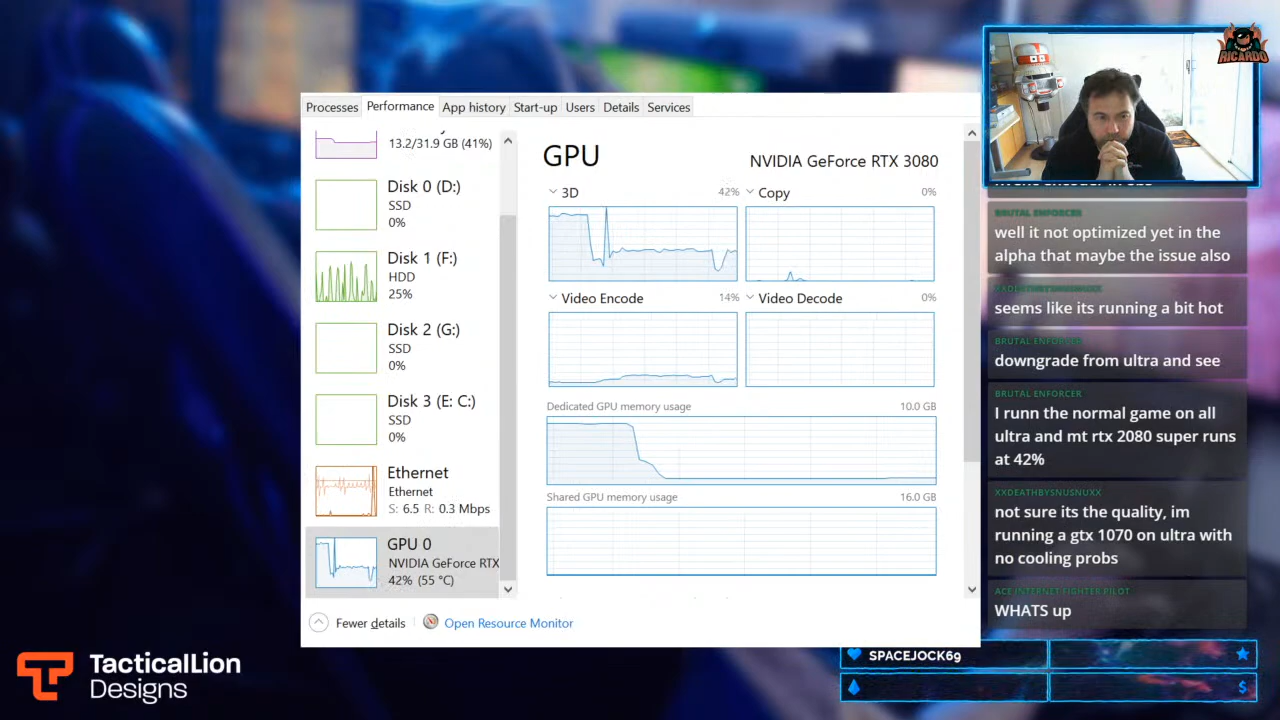 Processes
Performance
App history
Start-up
Users
Details
Services
13.2/31.9 GB (41%)
Disk 0 (D:)
SSD
0%
Disk 1 (F:)
HDD
25%
Disk 2 (G:)
SSD
0%
Disk 3 (E: C:)
SSD
0%
Ethernet
Ethernet
S: 6.5 R: 0.3 Mbps
GPU 0
NVIDIA GeForce RTX
42% (55 °C)
GPU
NVIDIA GeForce RTX 3080
3D
42%
Copy
0%
Video Encode
14%
Video Decode
0%
Dedicated GPU memory usage
10.0 GB
Shared GPU memory usage
16.0 GB
Fewer details
Open Resource Monitor
RICARDO
BRUTAL ENFORCER
well it not optimized yet in the
alpha that maybe the issue also
XXDEATHBYSNUSNUXX
seems like its running a bit hot
BRUTAL ENFORCER
downgrade from ultra and see
BRUTAL ENFORCER
I runn the normal game on all
ultra and mt rtx 2080 super runs
at 42%
XXDEATHBYSNUSNUXX
not sure its the quality, im
running a gtx 1070 on ultra with
no cooling probs
ACE INTERNET FIGHTER PILOT
WHATS up
SPACEJOCK69
$
TacticalLion
Designs